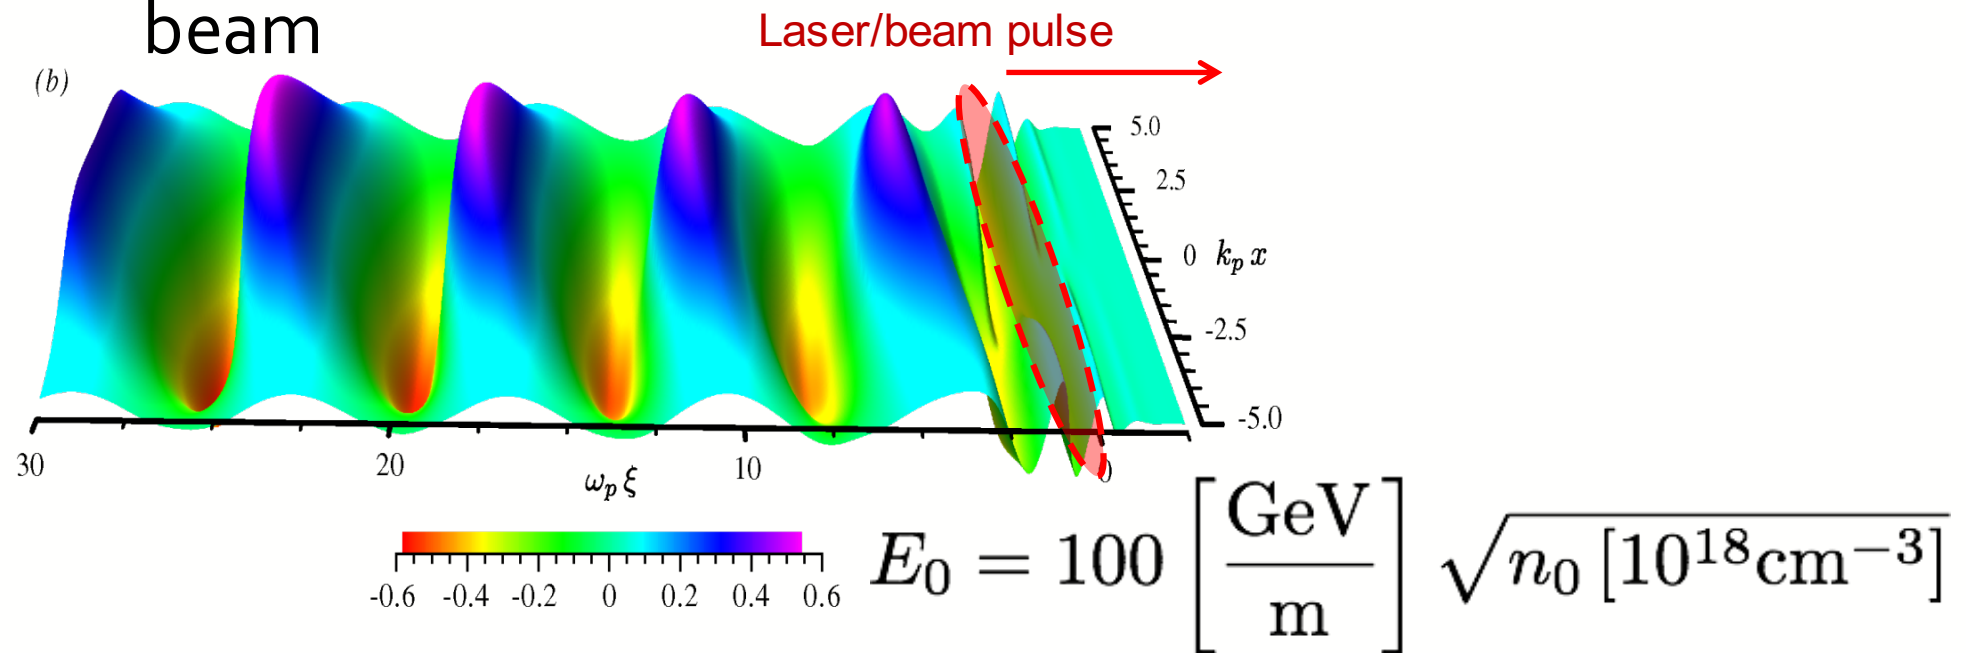 beam
Laser/beam pulse
(b)
5.0
2.5
0 k_p x
-2.5
-5.0
30 20 10 0
ω_p ξ
-0.6 -0.4 -0.2 0 0.2 0.4 0.6
E_0 = 100 [GeV/m] √n_0 [10^18 cm^-3]